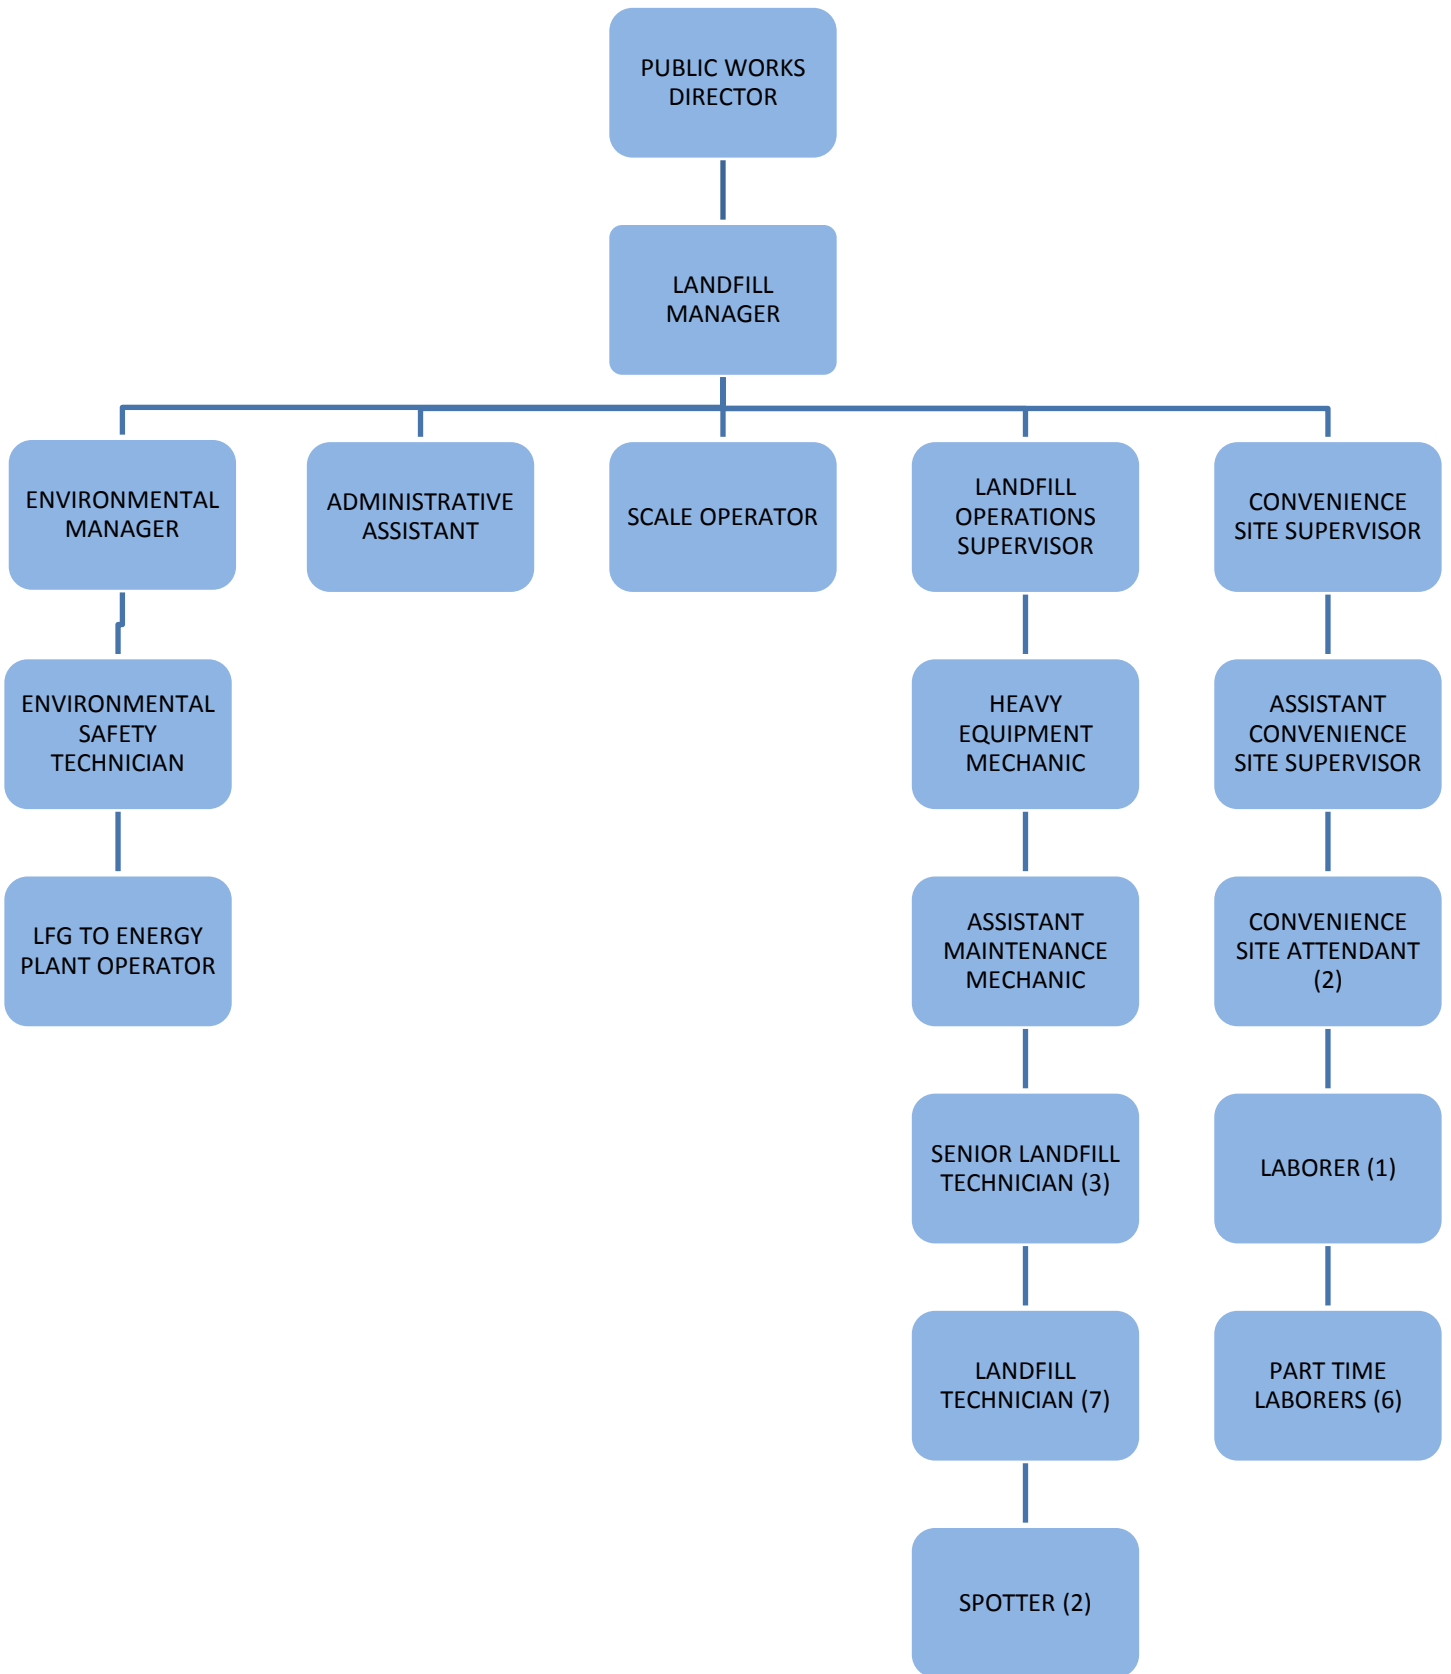 PUBLIC WORKS
DIRECTOR
LANDFILL
MANAGER
ENVIRONMENTAL
MANAGER
ADMINISTRATIVE
ASSISTANT
SCALE OPERATOR
LANDFILL
OPERATIONS
SUPERVISOR
CONVENIENCE
SITE SUPERVISOR
ENVIRONMENTAL
SAFETY
TECHNICIAN
HEAVY
EQUIPMENT
MECHANIC
ASSISTANT
CONVENIENCE
SITE SUPERVISOR
LFG TO ENERGY
PLANT OPERATOR
ASSISTANT
MAINTENANCE
MECHANIC
CONVENIENCE
SITE ATTENDANT
(2)
SENIOR LANDFILL
TECHNICIAN (3)
LABORER (1)
LANDFILL
TECHNICIAN (7)
PART TIME
LABORERS (6)
SPOTTER (2)